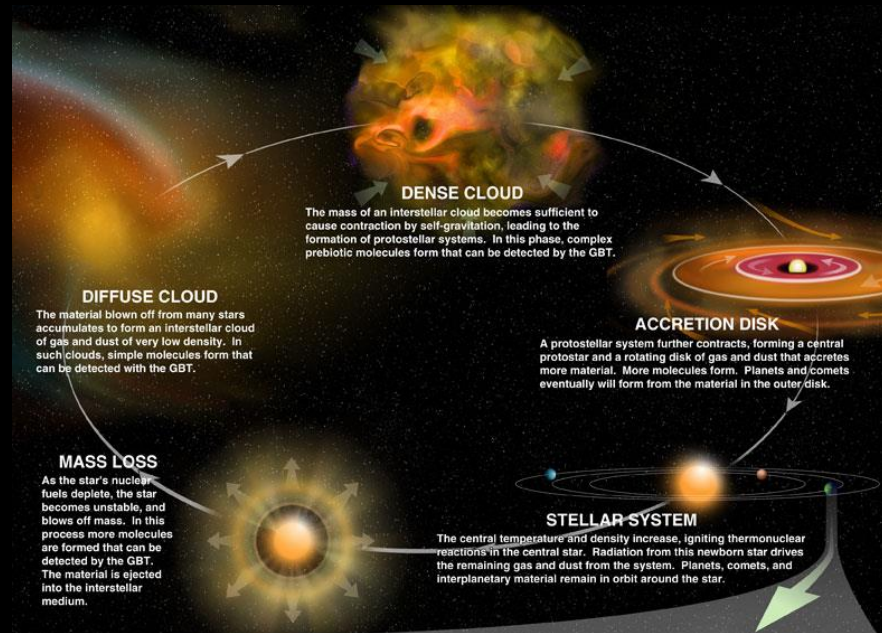 DENSE CLOUD
The mass of an interstellar cloud becomes sufficient to
cause contraction by self-gravitation, leading to the
formation of protostellar systems.  In this phase, complex
prebiotic molecules form that can be detected by the GBT.
DIFFUSE CLOUD
The material blown off from many stars
accumulates to form an interstellar cloud
of gas and dust of very low density.  In
such clouds, simple molecules form that
can be detected with the GBT.
ACCRETION DISK
A protostellar system further contracts, forming a central
protostar and a rotating disk of gas and dust that accretes
more material.  More molecules form.  Planets and comets
eventually will form from the material in the outer disk.
MASS LOSS
As the star's nuclear
fuels deplete, the star
becomes unstable, and
blows off mass.  In this
process more molecules
are formed that can be
detected by the GBT.
The material is ejected
into the interstellar
medium.
STELLAR SYSTEM
The central temperature and density increase, igniting thermonuclear
reactions in the central star.  Radiation from this newborn star drives
the remaining gas and dust from the system.  Planets, comets, and
interplanetary material remain in orbit around the star.